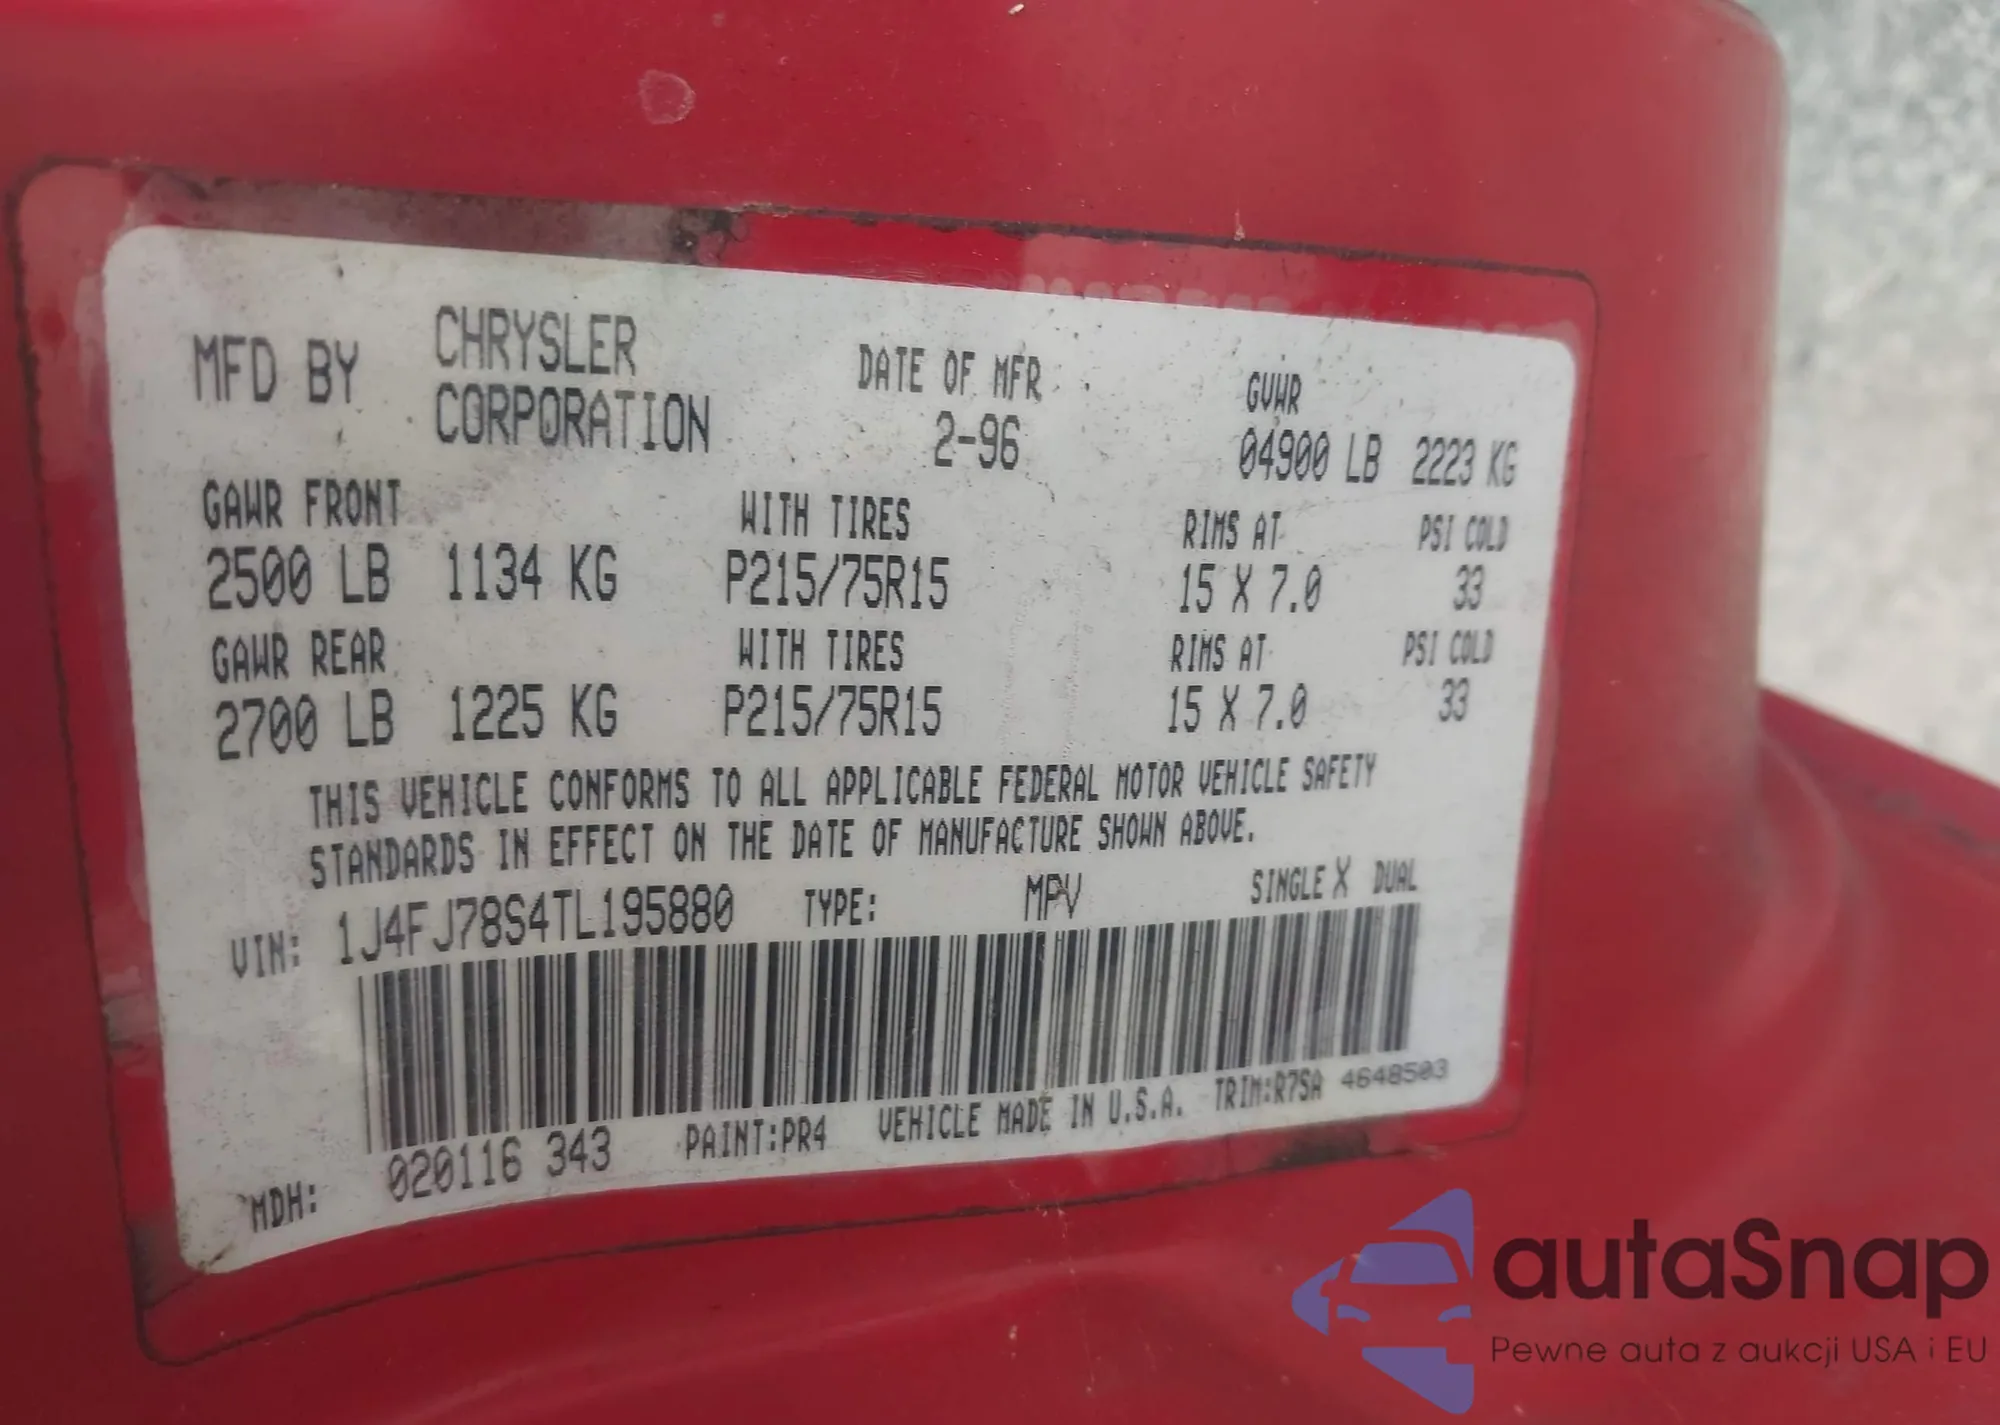 MFD BY CHRYSLER CORPORATION DATE OF MFR 2-96 GVWR 04900 LB 2223 KG
GAWR FRONT WITH TIRES RIMS AT PSI COLD
2500 LB 1134 KG P215/75R15 15 X 7.0 33
GAWR REAR WITH TIRES RIMS AT PSI COLD
2700 LB 1225 KG P215/75R15 15 X 7.0 33
THIS VEHICLE CONFORMS TO ALL APPLICABLE FEDERAL MOTOR VEHICLE SAFETY
STANDARDS IN EFFECT ON THE DATE OF MANUFACTURE SHOWN ABOVE.
VIN: 1J4FJ78S4TL195880 TYPE: MPV SINGLE X DUAL
MDH: 020116 343 PAINT:PR4 VEHICLE MADE IN U.S.A. TRIM:R7SA 4648503
autaSnap
Pewne auta z aukcji USA i EU